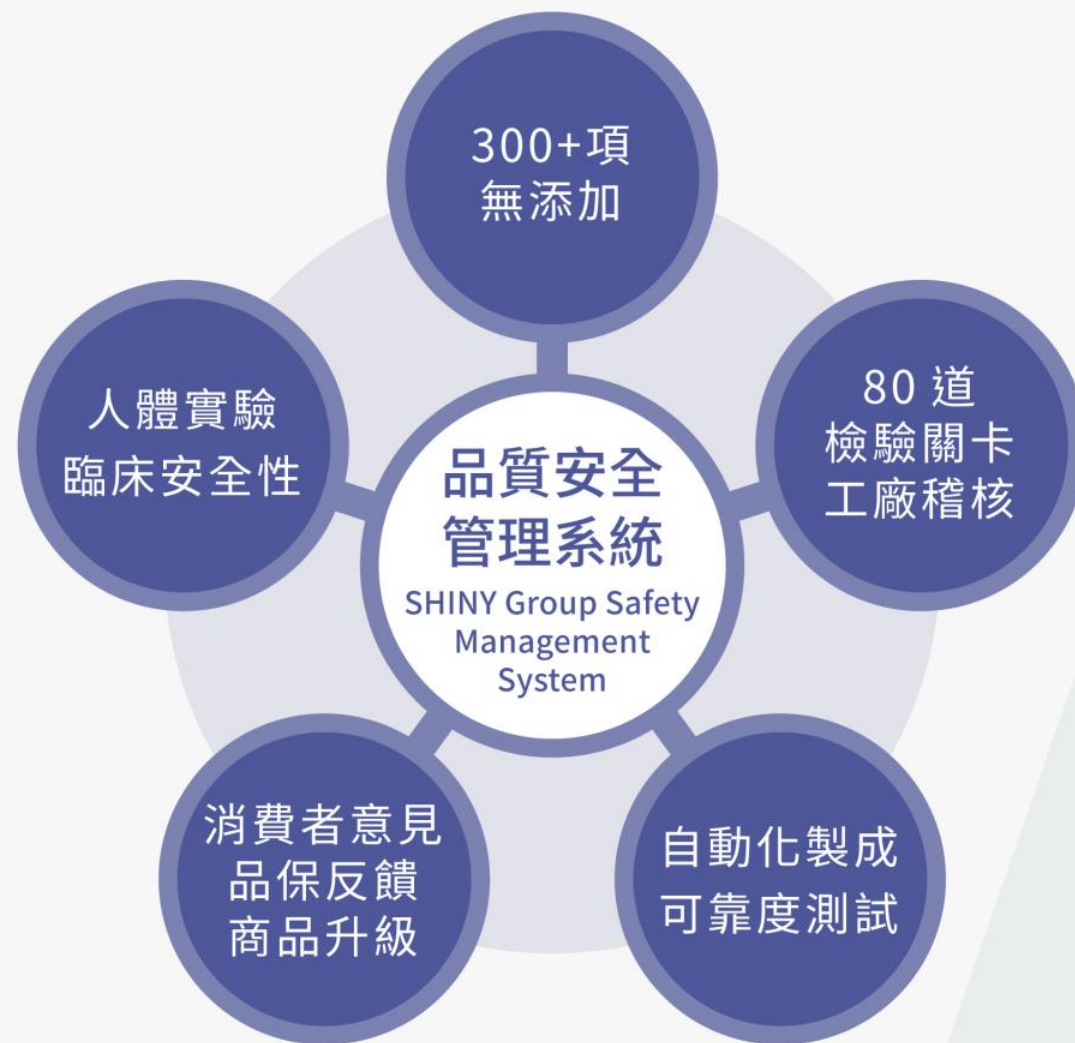 300+項
無添加
人體實驗
臨床安全性
80 道
檢驗關卡
工廠稽核
品質安全
管理系統
SHINY Group Safety
Management
System
消費者意見
品保反饋
商品升級
自動化製成
可靠度測試